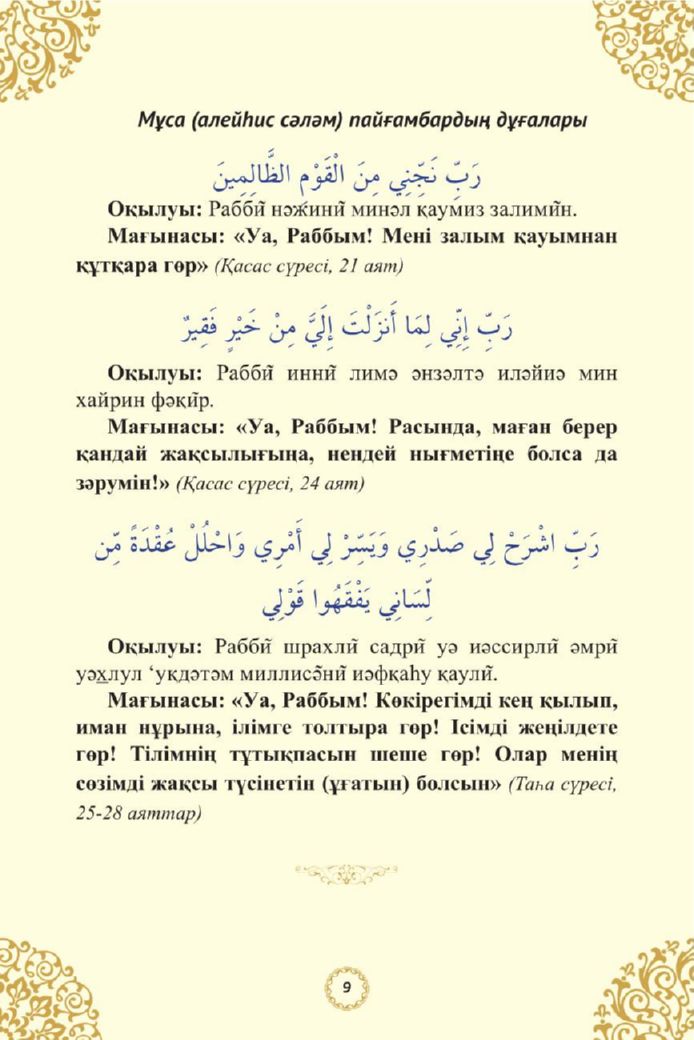 Мұса (алейһис сәләм) пайғамбардың дұғалары
رَبِّ نَجِّنِي مِنَ الْقَوْمِ الظَّالِمِينَ
Оқылуы: Раббӣ нәжинӣ минәл қаумиз залимӣн.
Мағынасы: «Уа, Раббым! Мені залым қауымнан
құтқара гөр» (Қасас сүресі, 21 аят)
رَبِّ إِنِّي لِمَا أَنزَلْتَ إِلَيَّ مِنْ خَيْرٍ فَقِيرٌ
Оқылуы: Раббӣ иннӣ лимә әнзәлтә иләйиә мин
хайрин фәқӣр.
Мағынасы: «Уа, Раббым! Расында, маған берер
қандай жақсылығыңа, нендей нығметіңе болса да
зәрумін!» (Қасас сүресі, 24 аят)
رَبِّ اشْرَحْ لِي صَدْرِي وَيَسِّرْ لِي أَمْرِي وَاحْلُلْ عُقْدَةً مِّن
لِّسَانِي يَفْقَهُوا قَوْلِي
Оқылуы: Раббӣ шрахлӣ садрӣ уә иәссирлӣ әмрӣ
уәхлул ‘уқдәтәм миллисә̄нӣ иәфқаһу қаулӣ.
Мағынасы: «Уа, Раббым! Көкірегімді кең қылып,
иман нұрына, ілімге толтыра гөр! Ісімді жеңілдете
гөр! Тілімнің тұтықпасын шеше гөр! Олар менің
сөзімді жақсы түсінетін (ұғатын) болсын» (Таһа сүресі,
25-28 аяттар)
9